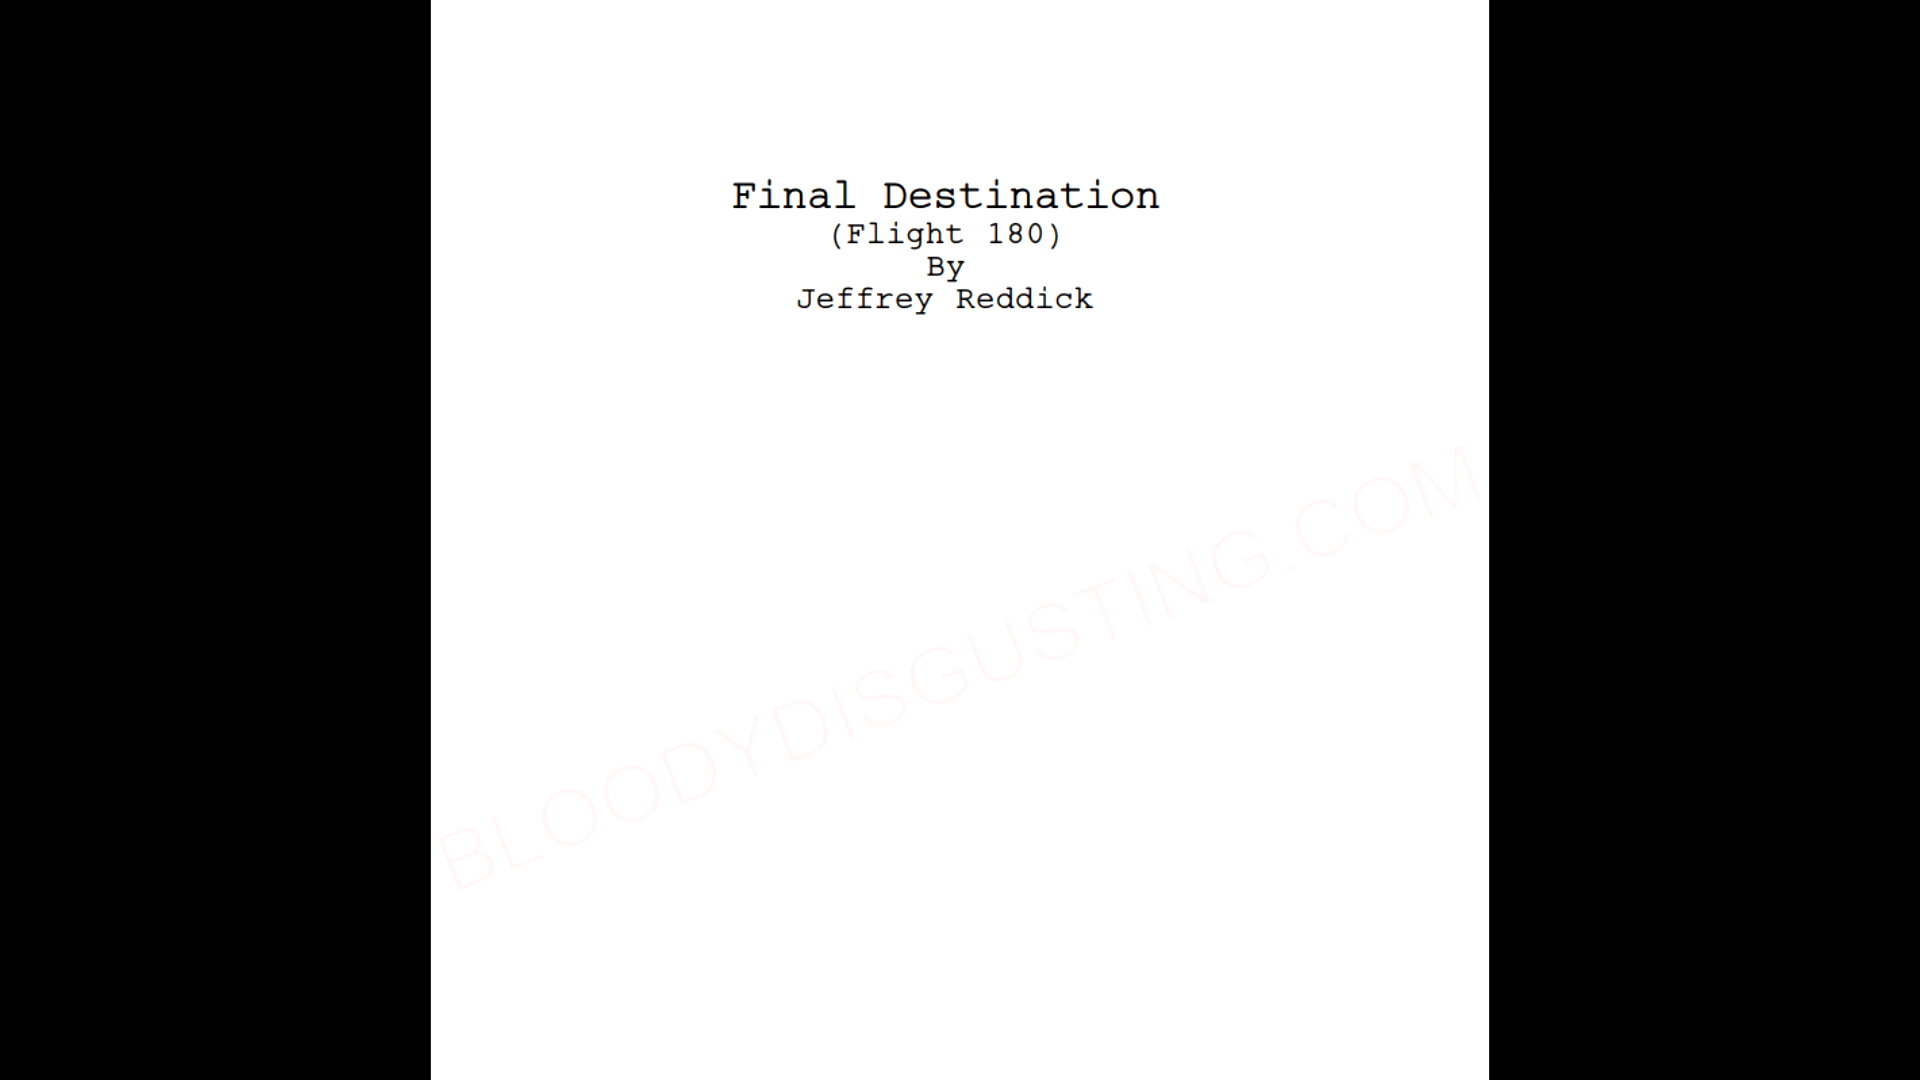 Final Destination
(Flight 180)
By
Jeffrey Reddick
BLOODYDISGUSTING.COM